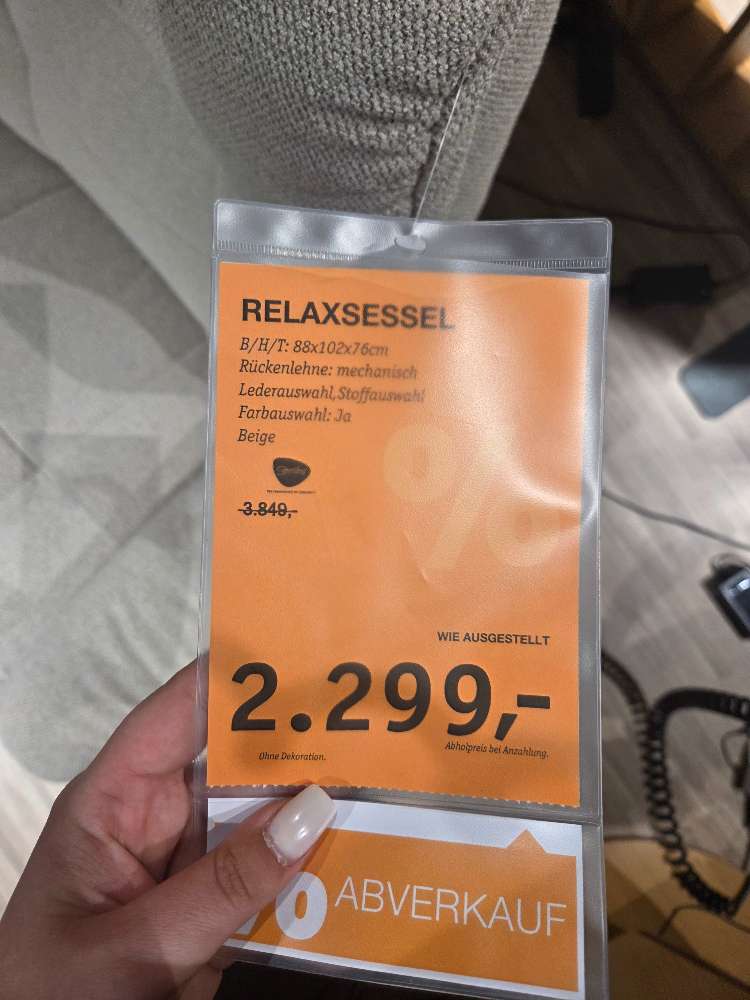 RELAXSESSEL
B/H/T: 88x102x76cm
Rückenlehne: mechanisch
Lederauswahl,Stoffauswahl
Farbauswahl: Ja
Beige
3.849,-
%
WIE AUSGESTELLT
2.299,-
Ohne Dekoration.
Abholpreis bei Anzahlung.
% ABVERKAUF